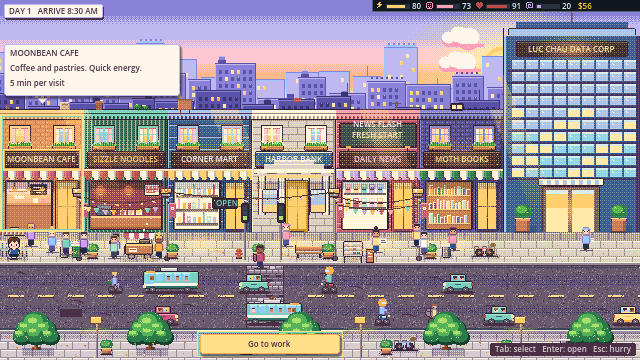 DAY 1 ARRIVE 8:30 AM
80 73 91 20 $56
MOONBEAN CAFE
Coffee and pastries. Quick energy.
5 min per visit
LUC CHAU DATA CORP
NEWS FLASH
FRESH START
MOONBEAN CAFE
SIZZLE NOODLES
CORNER MART
HARBOR BANK
DAILY NEWS
MOTH BOOKS
OPEN
Go to work
Tab: select Enter: open Esc: hurry